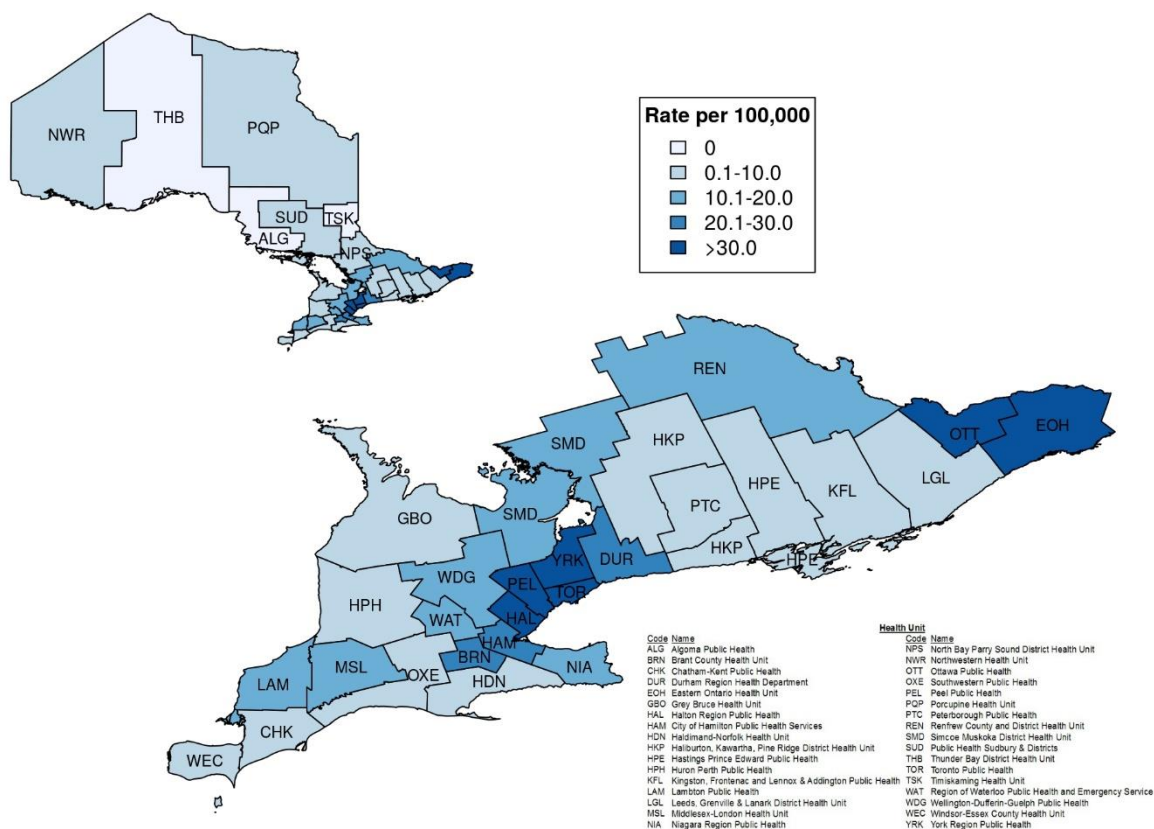 Rate per 100,000
0
0.1-10.0
10.1-20.0
20.1-30.0
>30.0
THB
NWR
PQP
SUD
TSK
ALG
NPS
REN
OTT
EOH
SMD
HKP
LGL
HPE
KFL
PTC
GBO
SMD
HKP
HPE
YRK
DUR
WDG
PEL
TOR
HPH
HAL
WAT
HAM
BRN
MSL
OXE
NIA
LAM
HDN
CHK
WEC
Health Unit
Code Name
ALG Algoma Public Health
BRN Brant County Health Unit
CHK Chatham-Kent Public Health
DUR Durham Region Health Department
EOH Eastern Ontario Health Unit
GBO Grey Bruce Health Unit
HAL Halton Region Public Health
HAM City of Hamilton Public Health Services
HDN Haldimand-Norfolk Health Unit
HKP Haliburton, Kawartha, Pine Ridge District Health Unit
HPE Hastings Prince Edward Public Health
HPH Huron Perth Public Health
KFL Kingston, Frontenac and Lennox & Addington Public Health
LAM Lambton Public Health
LGL Leeds, Grenville & Lanark District Health Unit
MSL Middlesex-London Health Unit
NIA Niagara Region Public Health
Code Name
NPS North Bay Parry Sound District Health Unit
NWR Northwestern Health Unit
OTT Ottawa Public Health
OXE Southwestern Public Health
PEL Peel Public Health
PQP Porcupine Health Unit
PTC Peterborough Public Health
REN Renfrew County and District Health Unit
SMD Simcoe Muskoka District Health Unit
SUD Public Health Sudbury & Districts
THB Thunder Bay District Health Unit
TOR Toronto Public Health
TSK Timiskaming Health Unit
WAT Region of Waterloo Public Health and Emergency Service
WDG Wellington-Dufferin-Guelph Public Health
WEC Windsor-Essex County Health Unit
YRK York Region Public Health